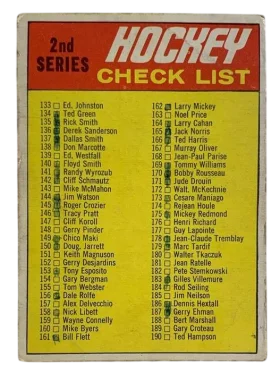 2nd SERIES
HOCKEY
CHECK LIST
133 Ed. Johnston
134 Ted Green
135 Rick Smith
136 Derek Sanderson
137 Dallas Smith
138 Don Marcotte
139 Ed. Westfall
140 Floyd Smith
141 Randy Wyrozub
142 Cliff Schmautz
143 Mike McMahon
144 Jim Watson
145 Roger Crozier
146 Tracy Pratt
147 Cliff Koroll
148 Gerry Pinder
149 Chico Maki
150 Doug. Jarrett
151 Keith Magnuson
152 Gerry Desjardins
153 Tony Esposito
154 Gary Bergman
155 Tom Webster
156 Dale Rolfe
157 Alex Delvecchio
158 Nick Libett
159 Wayne Connelly
160 Mike Byers
161 Bill Flett
162 Larry Mickey
163 Noel Price
164 Larry Cahan
165 Jack Norris
166 Ted Harris
167 Murray Oliver
168 Jean-Paul Parise
169 Tommy Williams
170 Bobby Rousseau
171 Jude Drouin
172 Walt. McKechnie
173 Cesare Maniago
174 Rejean Houle
175 Mickey Redmond
176 Henri Richard
177 Guy Lapointe
178 Jean-Claude Tremblay
179 Marc Tardif
180 Walter Tkaczuk
181 Jean Ratelle
182 Pete Stemkowski
183 Gilles Villemure
184 Rod Seiling
185 Jim Neilson
186 Dennis Hextall
187 Gerry Ehman
188 Bert Marshall
189 Gary Croteau
190 Ted Hampson